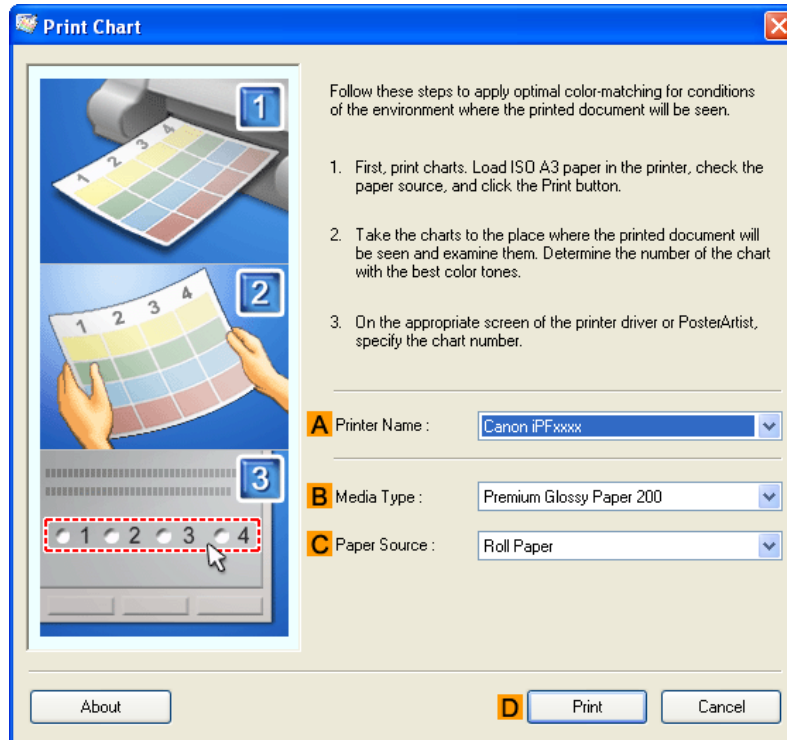 Print Chart
1
1 2 3 4
2
1 2 3 4
3
1 2 3 4
Follow these steps to apply optimal color-matching for conditions
of the environment where the printed document will be seen.
1. First, print charts. Load ISO A3 paper in the printer, check the
paper source, and click the Print button.
2. Take the charts to the place where the printed document will
be seen and examine them. Determine the number of the chart
with the best color tones.
3. On the appropriate screen of the printer driver or PosterArtist,
specify the chart number.
A Printer Name : Canon iPFxxxx
B Media Type : Premium Glossy Paper 200
C Paper Source : Roll Paper
About D Print Cancel